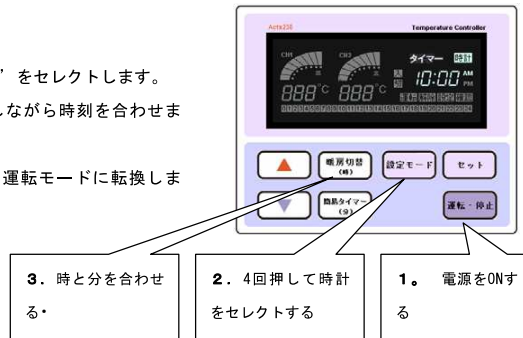 ’をセレクトします。
しながら時刻を合わせま
運転モードに転換しま
Temperature Controller
CH1
CH2
タイマー 時計
入
切
10:00 AM
PM
888°C 888°C
▲
暖房切替
(時)
設定モード
セット
▼
簡易タイマー
(分)
運転・停止
3．時と分を合わせ
る・
2．4回押して時計
をセレクトする
1。 電源をONす
る